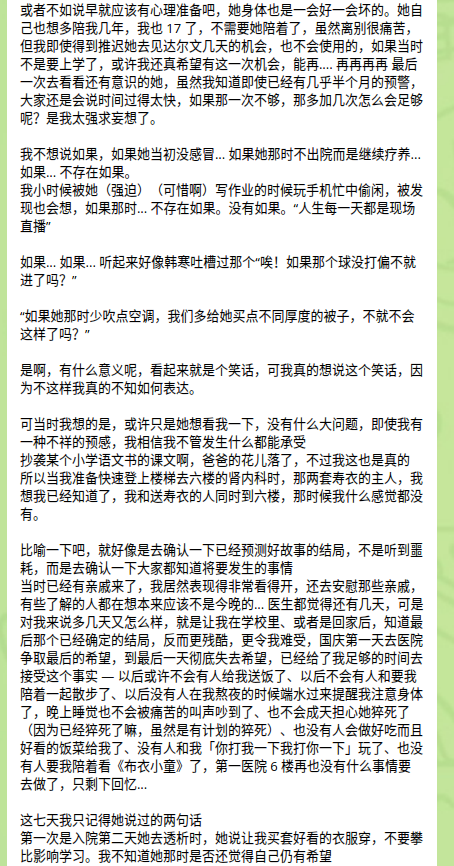 或者不如说早就应该有心理准备吧，她身体也是一会好一会坏的。她自
己也想多陪我几年，我也 17 了，不需要她陪着了，虽然离别很痛苦，
但我即使得到推迟她去见达尔文几天的机会，也不会使用的，如果当时
不是要上学了，或许我还真希望有这一次机会，能再.... 再再再再 最后
一次去看看还有意识的她，虽然我知道即使已经有几乎半个月的预警，
大家还是会说时间过得太快，如果那一次不够，那多加几次怎么会足够
呢？是我太强求妄想了。
我不想说如果，如果她当初没感冒... 如果她那时不出院而是继续疗养...
如果... 不存在如果。
我小时候被她（强迫）（可惜啊）写作业的时候玩手机忙中偷闲，被发
现也会想，如果那时... 不存在如果。没有如果。“人生每一天都是现场
直播”
如果... 如果... 听起来好像韩寒吐槽过那个“唉！如果那个球没打偏不就
进了吗？”
“如果她那时少吹点空调，我们多给她买点不同厚度的被子，不就不会
这样了吗？”
是啊，有什么意义呢，看起来就是个笑话，可我真的想说这个笑话，因
为不这样我真的不知如何表达。
可当时我想的是，或许只是她想看我一下，没有什么大问题，即使我有
一种不祥的预感，我相信我不管发生什么都能承受
抄袭某个小学语文书的课文啊，爸爸的花儿落了，不过我这也是真的
所以当我准备快速登上楼梯去六楼的肾内科时，那两套寿衣的主人，我
想我已经知道了，我和送寿衣的人同时到六楼，那时候我什么感觉都没
有。
比喻一下吧，就好像是去确认一下已经预测好故事的结局，不是听到噩
耗，而是去确认一下大家都知道将要发生的事情
当时已经有亲戚来了，我居然表现得非常看得开，还去安慰那些亲戚，
有些了解的人都在想本来应该不是今晚的... 医生都觉得还有几天，可是
对我来说多几天又怎么样，就是让我在学校里、或者是回家后，知道最
后那个已经确定的结局，反而更残酷，更令我难受，国庆第一天去医院
争取最后的希望，到最后一天彻底失去希望，已经给了我足够的时间去
接受这个事实 — 以后或许不会有人给我送饭了、以后不会有人和要我
陪着一起散步了、以后没有人在我熬夜的时候端水过来提醒我注意身体
了，晚上睡觉也不会被痛苦的叫声吵到了、也不会成天担心她猝死了
（因为已经猝死了嘛，虽然是有计划的猝死）、也没有人会做好吃而且
好看的饭菜给我了、没有人和我「你打我一下我打你一下」玩了、也没
有人要我陪着看《布衣小童》了，第一医院 6 楼再也没有什么事情要
去做了，只剩下回忆...
这七天我只记得她说过的两句话
第一次是入院第二天她去透析时，她说让我买套好看的衣服穿，不要攀
比影响学习。我不知道她那时是否还觉得自己仍有希望